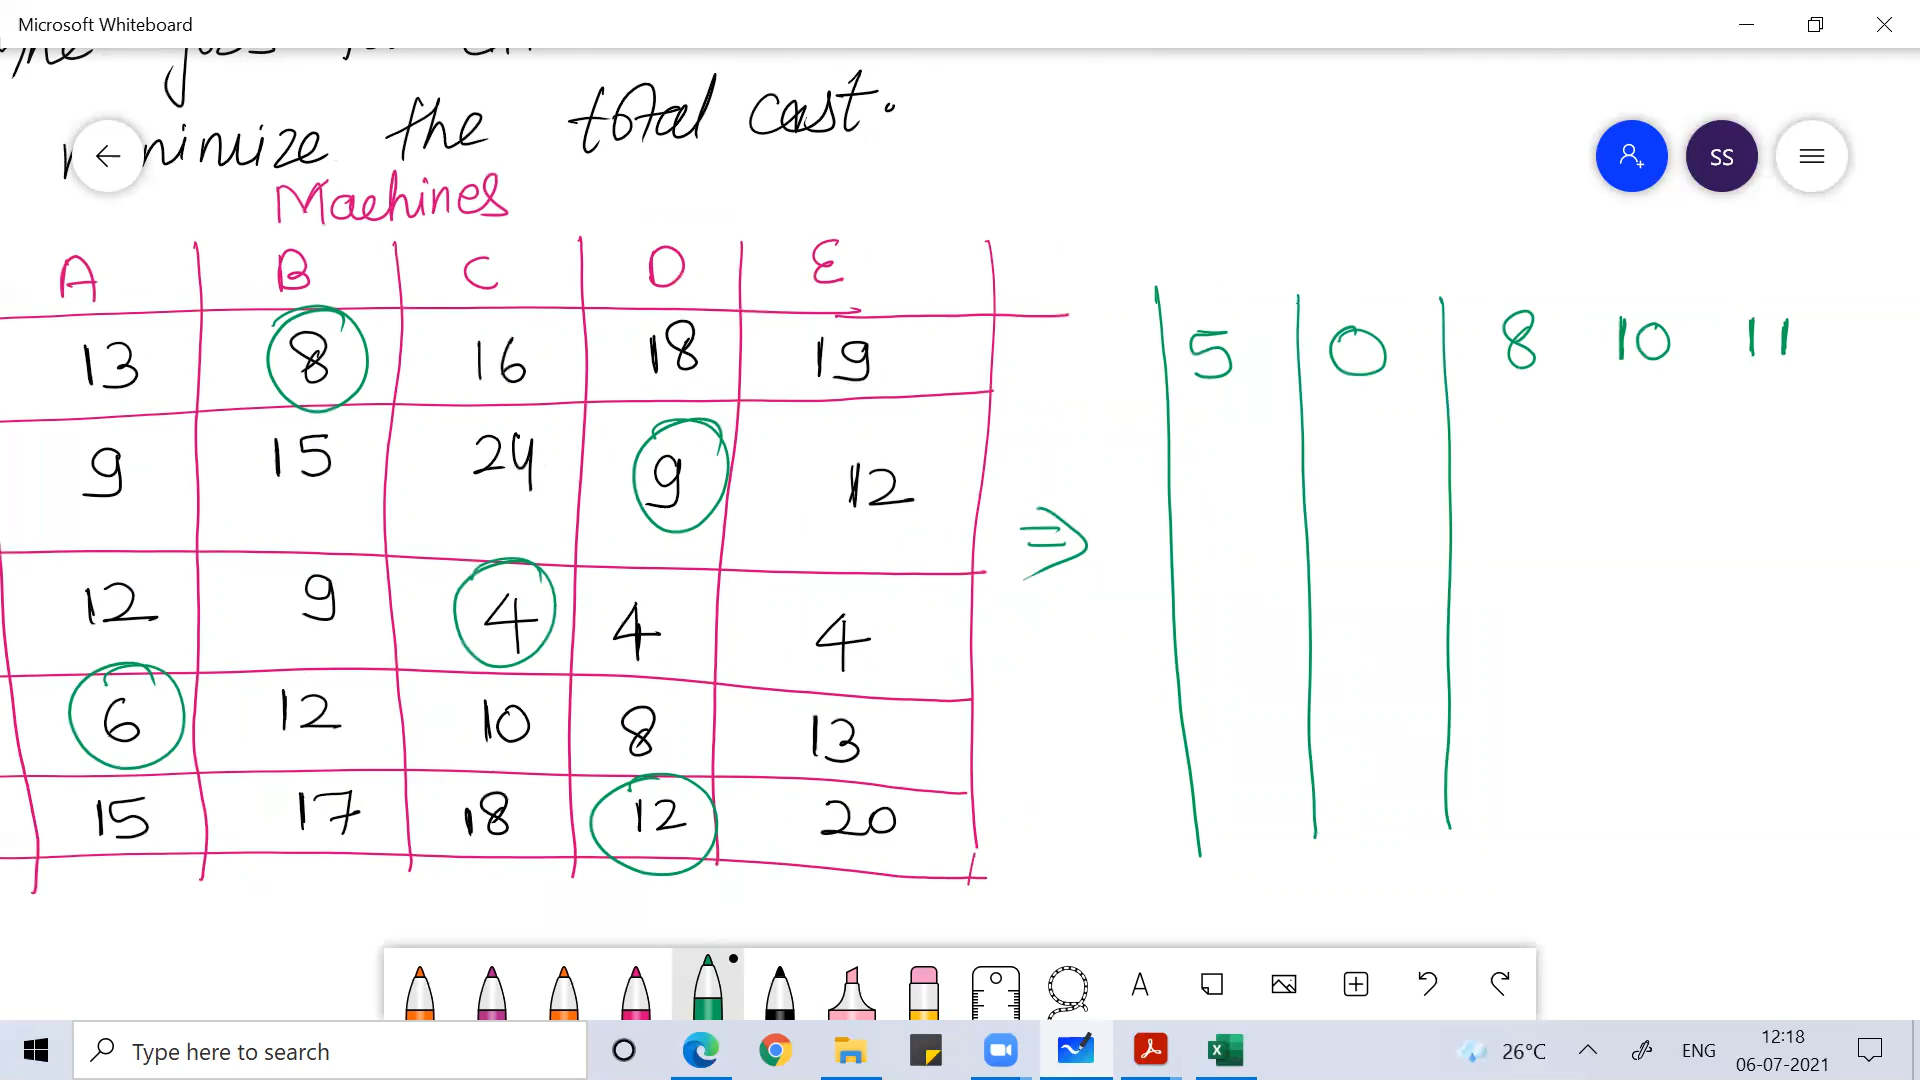 Microsoft Whiteboard
minimize the total cost.
SS
Machines
A B C D E
13 8 16 18 19 5 0 8 10 11
9 15 24 9 12
⇒
12 9 4 4 4
6 12 10 8 13
15 17 18 12 20
A
Type here to search
26°C ENG 12:18
06-07-2021